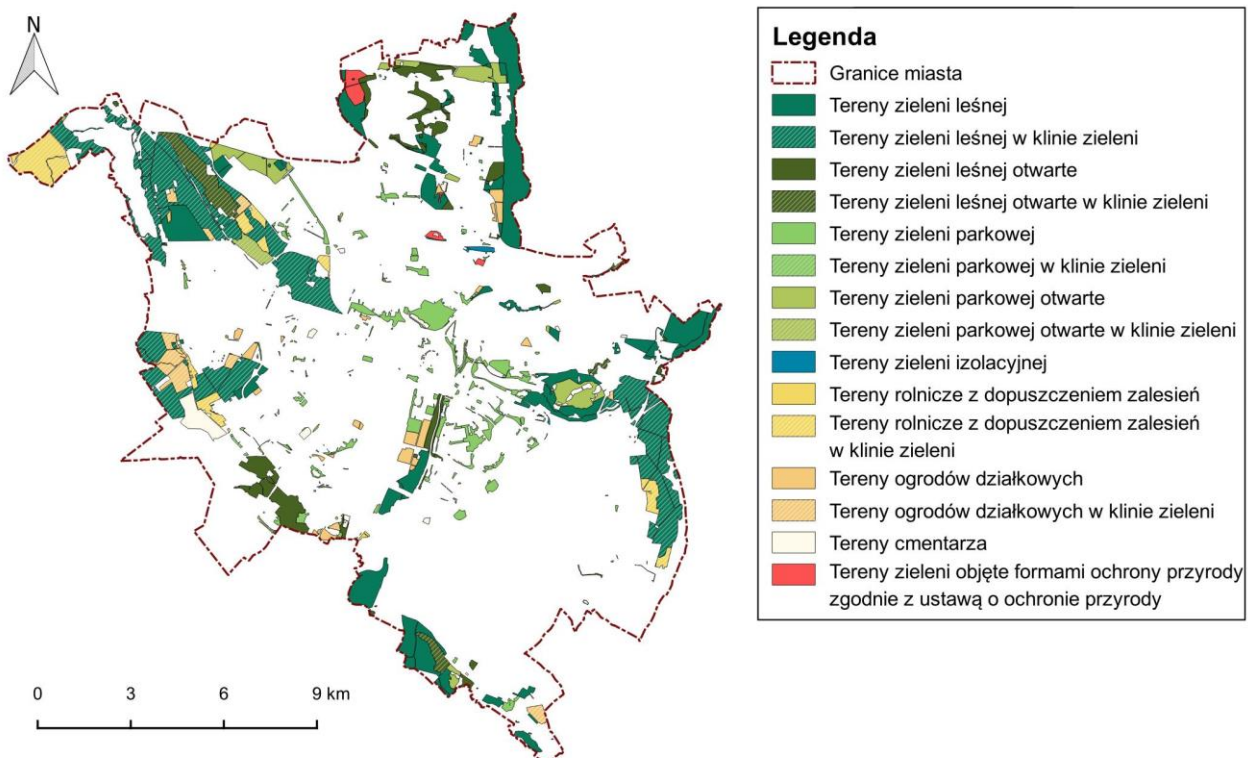 N
0 3 6 9 km
Legenda
Granice miasta
Tereny zieleni leśnej
Tereny zieleni leśnej w klinie zieleni
Tereny zieleni leśnej otwarte
Tereny zieleni leśnej otwarte w klinie zieleni
Tereny zieleni parkowej
Tereny zieleni parkowej w klinie zieleni
Tereny zieleni parkowej otwarte
Tereny zieleni parkowej otwarte w klinie zieleni
Tereny zieleni izolacyjnej
Tereny rolnicze z dopuszczeniem zalesień
Tereny rolnicze z dopuszczeniem zalesień
w klinie zieleni
Tereny ogrodów działkowych
Tereny ogrodów działkowych w klinie zieleni
Tereny cmentarza
Tereny zieleni objęte formami ochrony przyrody
zgodnie z ustawą o ochronie przyrody